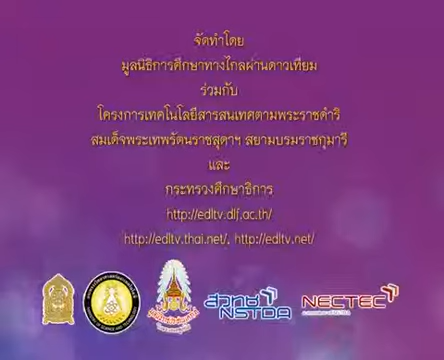 จัดทำโดย
มูลนิธิการศึกษาทางไกลผ่านดาวเทียม
ร่วมกับ
โครงการเทคโนโลยีสารสนเทศตามพระราชดำริ
สมเด็จพระเทพรัตนราชสุดาฯ สยามบรมราชกุมารี
และ
กระทรวงศึกษาธิการ
http://edltv.dlf.ac.th/
http://edltv.thai.net/, http://edltv.net/
สวทช
NSTDA
NECTEC